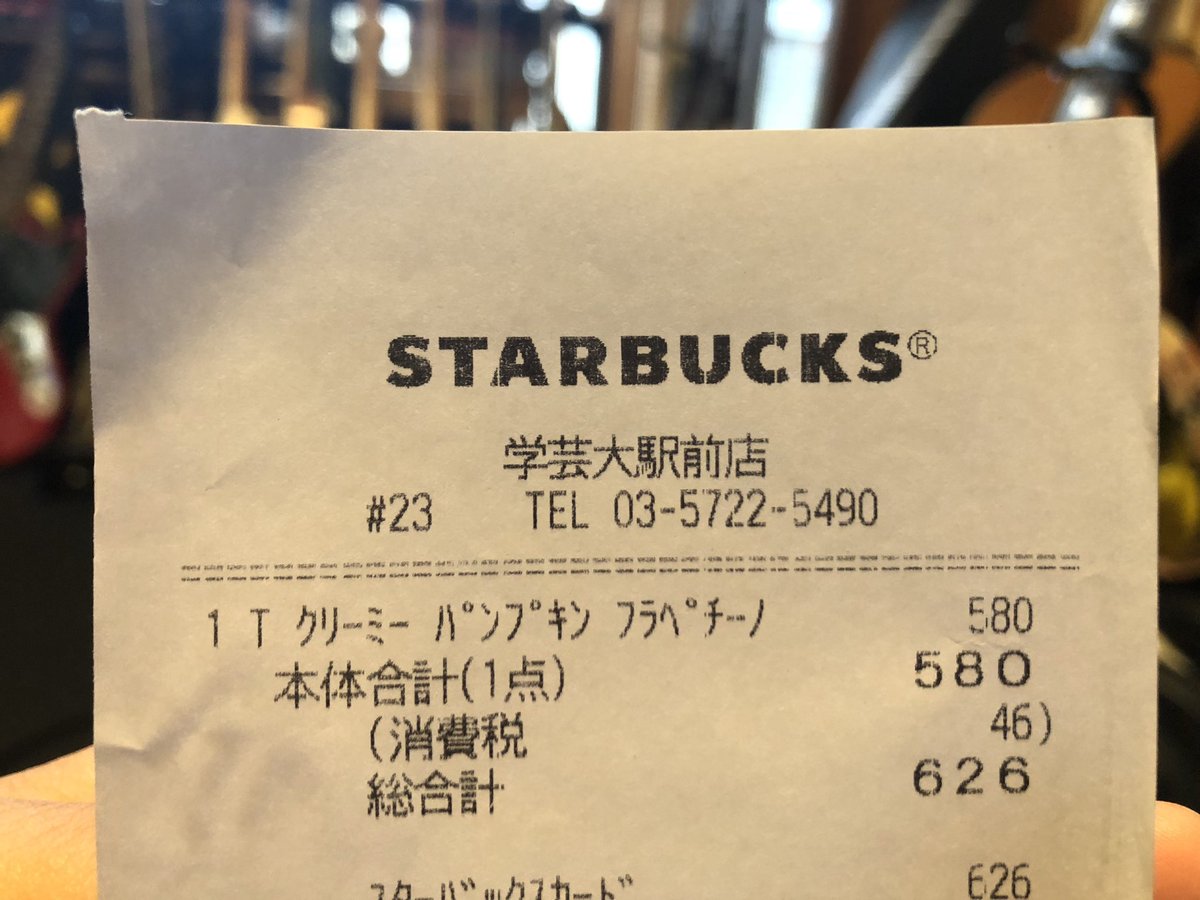 STARBUCKS®
学芸大駅前店
#23 TEL 03-5722-5490
1 T ｸﾘｰﾐｰ ﾊﾟﾝﾌﾟｷﾝ ﾌﾗﾍﾟﾁｰﾉ 580
本体合計(1点) 580
(消費税 46)
総合計 626
ｽﾀｰﾊﾞｯｸｽｶｰﾄﾞ 626